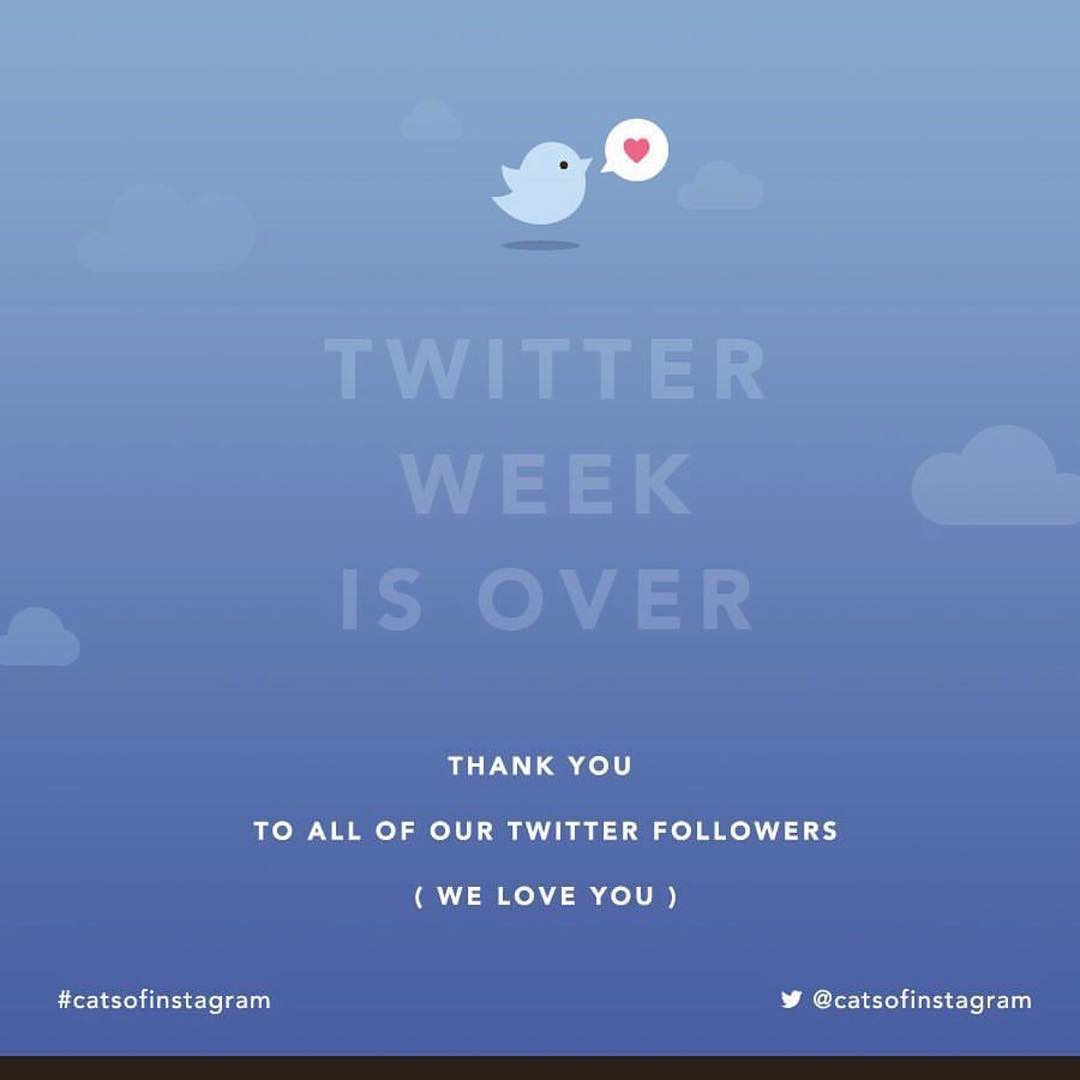 TWITTER
WEEK
IS OVER
THANK YOU
TO ALL OF OUR TWITTER FOLLOWERS
( WE LOVE YOU )
#catsofinstagram
@catsofinstagram